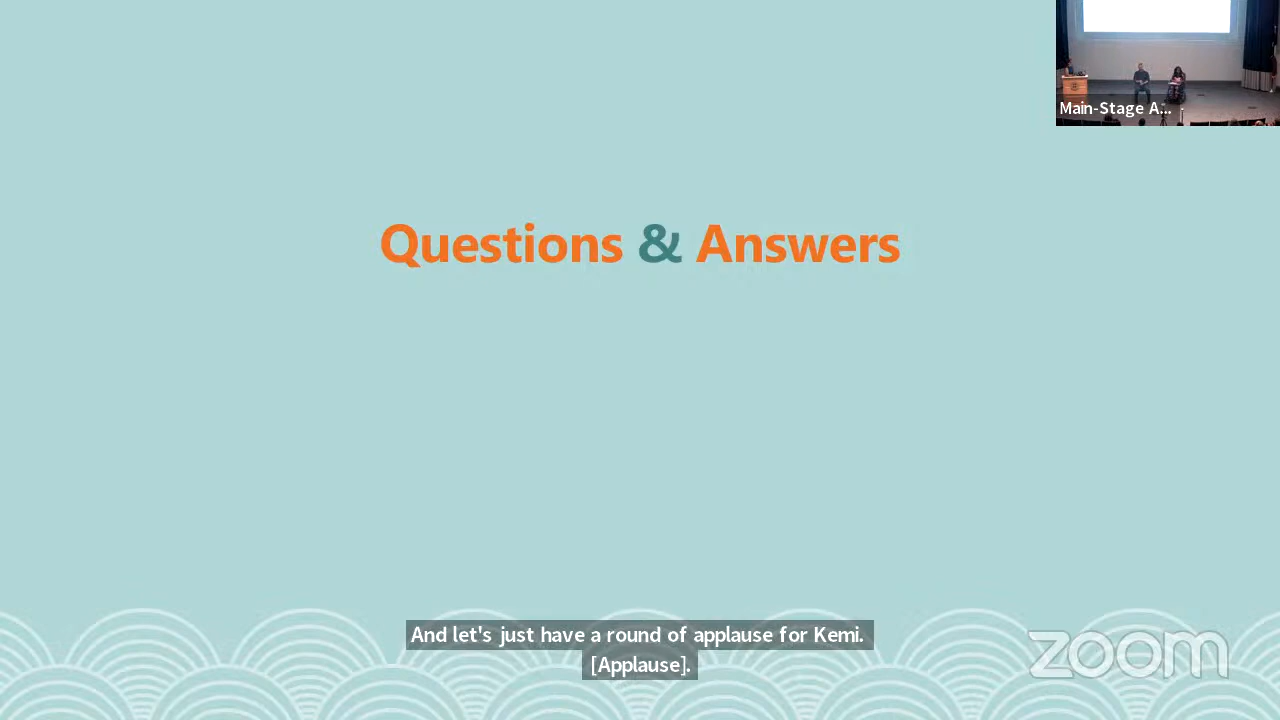 Main-Stage A...
Questions & Answers
And let's just have a round of applause for Kemi.
[Applause].
zoom